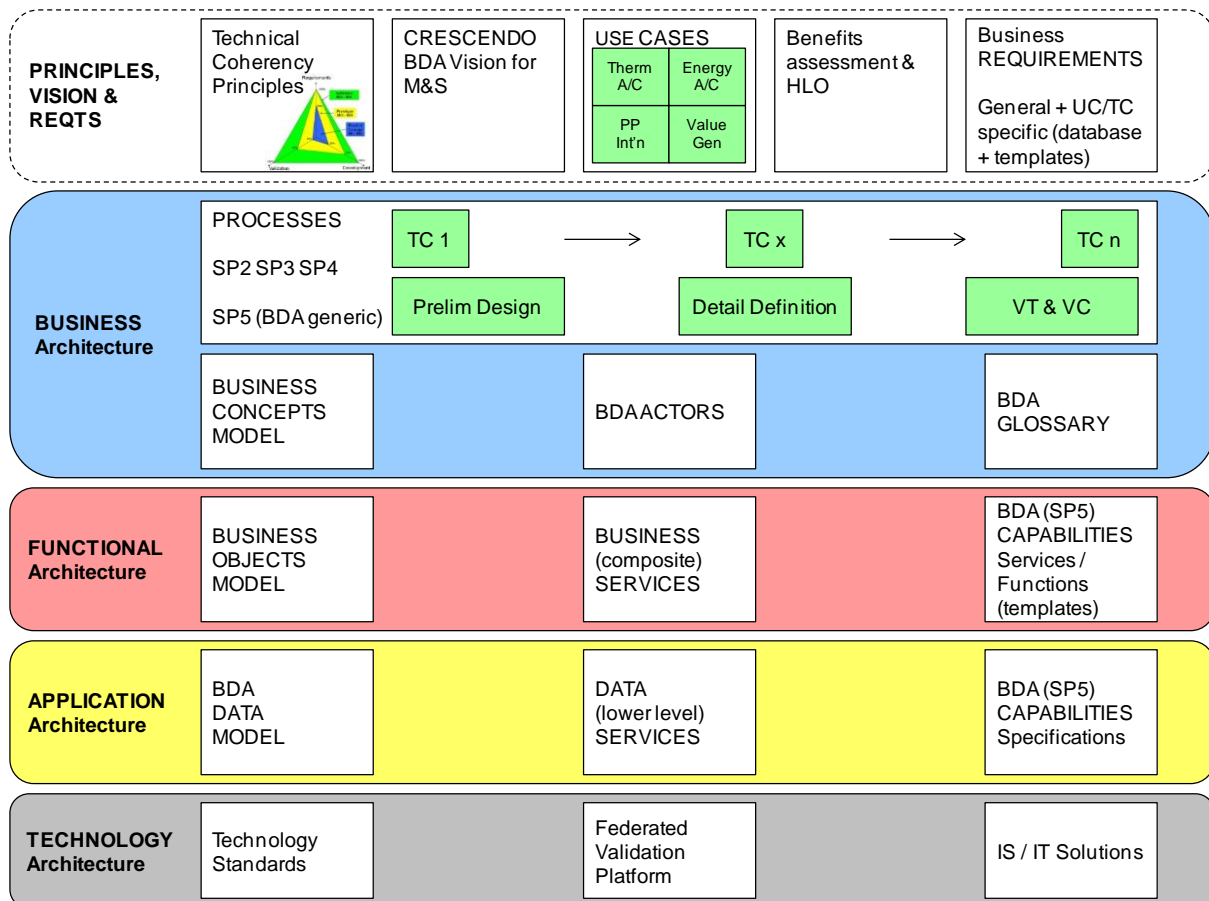 PRINCIPLES,
VISION &
REQTS
Technical
Coherency
Principles
Requirements
Validation
Development
CRESCENDO
BDA Vision for
M&S
USE CASES
Therm
A/C
Energy
A/C
PP
Int'n
Value
Gen
Benefits
assessment &
HLO
Business
REQUIREMENTS
General + UC/TC
specific (database
+ templates)
BUSINESS
Architecture
PROCESSES
SP2 SP3 SP4
SP5 (BDA generic)
TC 1
TC x
TC n
Prelim Design
Detail Definition
VT & VC
BUSINESS
CONCEPTS
MODEL
BDA ACTORS
BDA
GLOSSARY
FUNCTIONAL
Architecture
BUSINESS
OBJECTS
MODEL
BUSINESS
(composite)
SERVICES
BDA (SP5)
CAPABILITIES
Services /
Functions
(templates)
APPLICATION
Architecture
BDA
DATA
MODEL
DATA
(lower level)
SERVICES
BDA (SP5)
CAPABILITIES
Specifications
TECHNOLOGY
Architecture
Technology
Standards
Federated
Validation
Platform
IS / IT Solutions